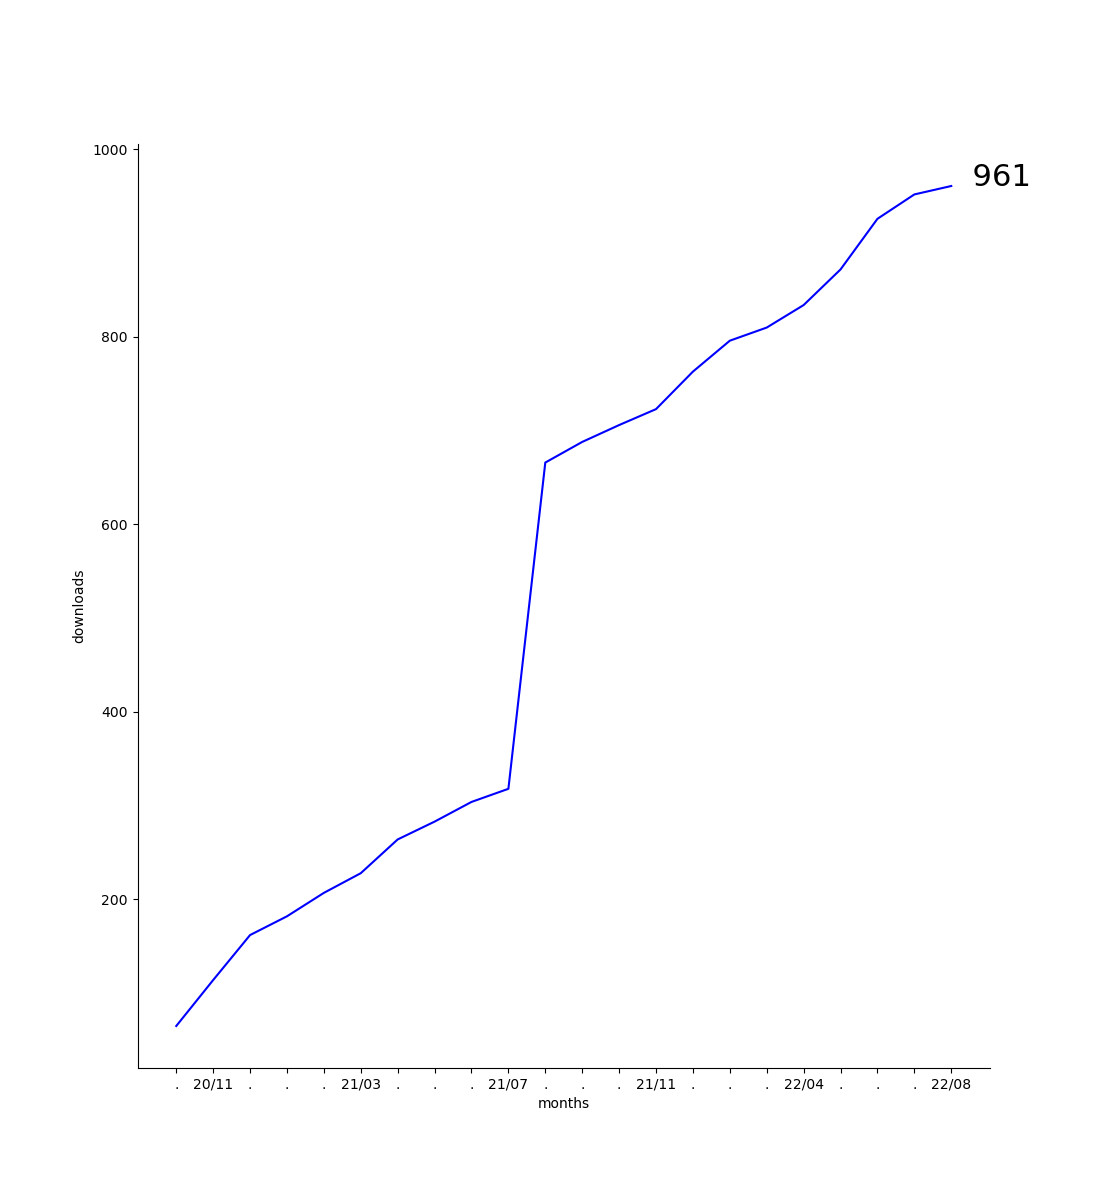 1000
961
800
600
downloads
400
200
. 20/11 . . . 21/03 . . . 21/07 . . . 21/11 . . . 22/04 . . . 22/08
months